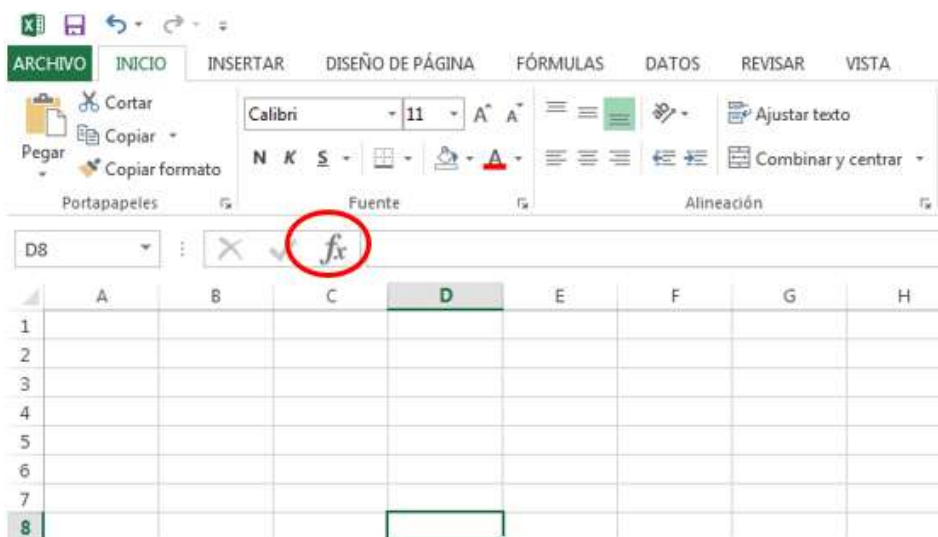 ARCHIVO INICIO INSERTAR DISEÑO DE PÁGINA FÓRMULAS DATOS REVISAR VISTA
Cortar
Calibri 11 A A Ajustar texto
Copiar
Pegar
N K S A Combinar y centrar
Copiar formato
Portapapeles Fuente Alineación
D8 fx
A B C D E F G H
1
2
3
4
5
6
7
8